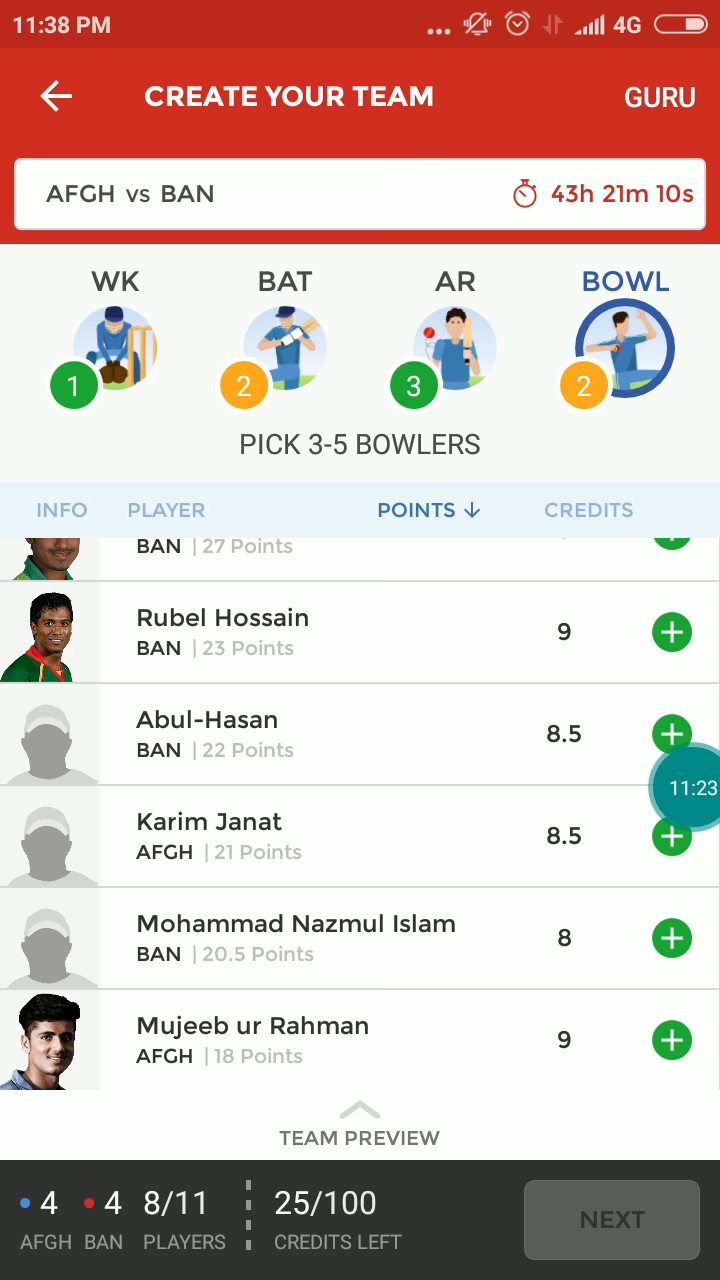 11:38 PM ... 4G
CREATE YOUR TEAM GURU
AFGH vs BAN 43h 21m 10s
WK BAT AR BOWL
1 2 3 2
PICK 3-5 BOWLERS
INFO PLAYER POINTS ↓ CREDITS
BAN | 27 Points
Rubel Hossain
BAN | 23 Points
9
Abul-Hasan
BAN | 22 Points
8.5
11:23
Karim Janat
AFGH | 21 Points
8.5
Mohammad Nazmul Islam
BAN | 20.5 Points
8
Mujeeb ur Rahman
AFGH | 18 Points
9
TEAM PREVIEW
4 4 8/11 25/100
AFGH BAN PLAYERS CREDITS LEFT
NEXT